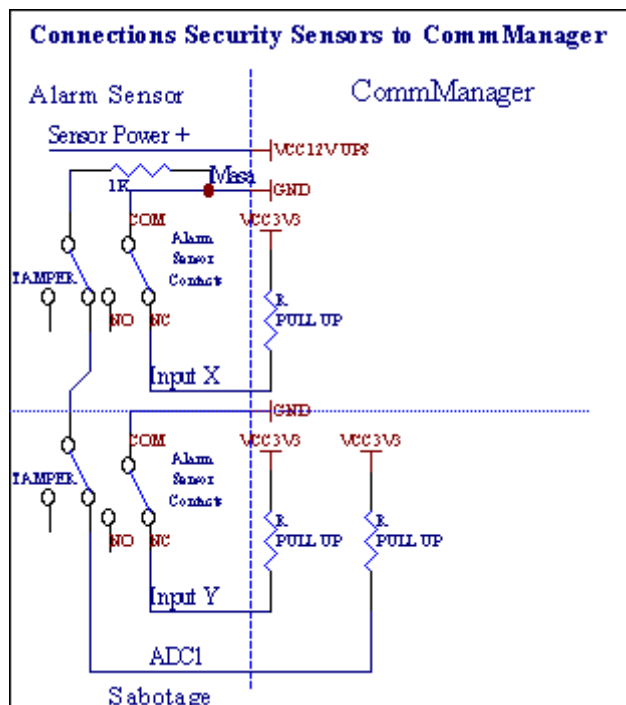 Connections Security Sensors to CommManager
Alarm Sensor
CommManager
Sensor Power +
VCC12V UPS
1K
Masa
GND
COM
VCC3V3
Alarm
Sensor
Contacts
TAMPER
NO
NC
R
PULL UP
Input X
GND
COM
VCC3V3
VCC3V3
Alarm
Sensor
Contacts
TAMPER
NO
NC
R
PULL UP
R
PULL UP
Input Y
ADC1
Sabotage